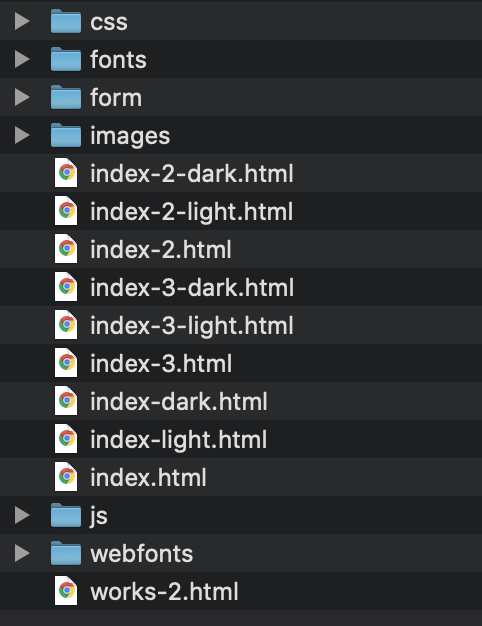 css
fonts
form
images
index-2-dark.html
index-2-light.html
index-2.html
index-3-dark.html
index-3-light.html
index-3.html
index-dark.html
index-light.html
index.html
js
webfonts
works-2.html